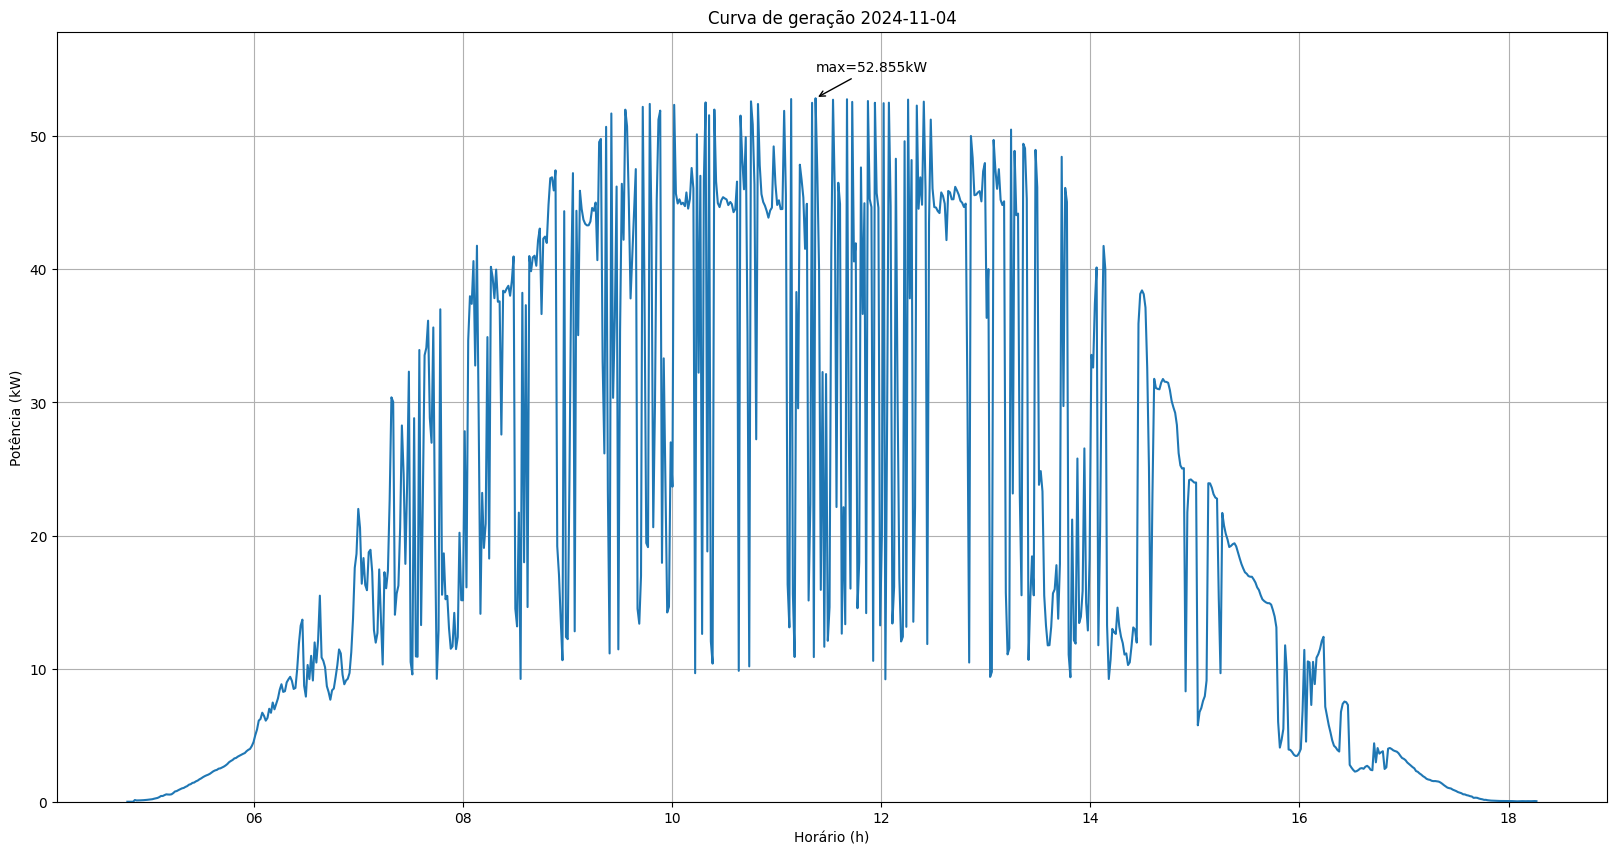 Curva de geração 2024-11-04
max=52.855kW
Potência (kW)
50
40
30
20
10
0
06 08 10 12 14 16 18
Horário (h)